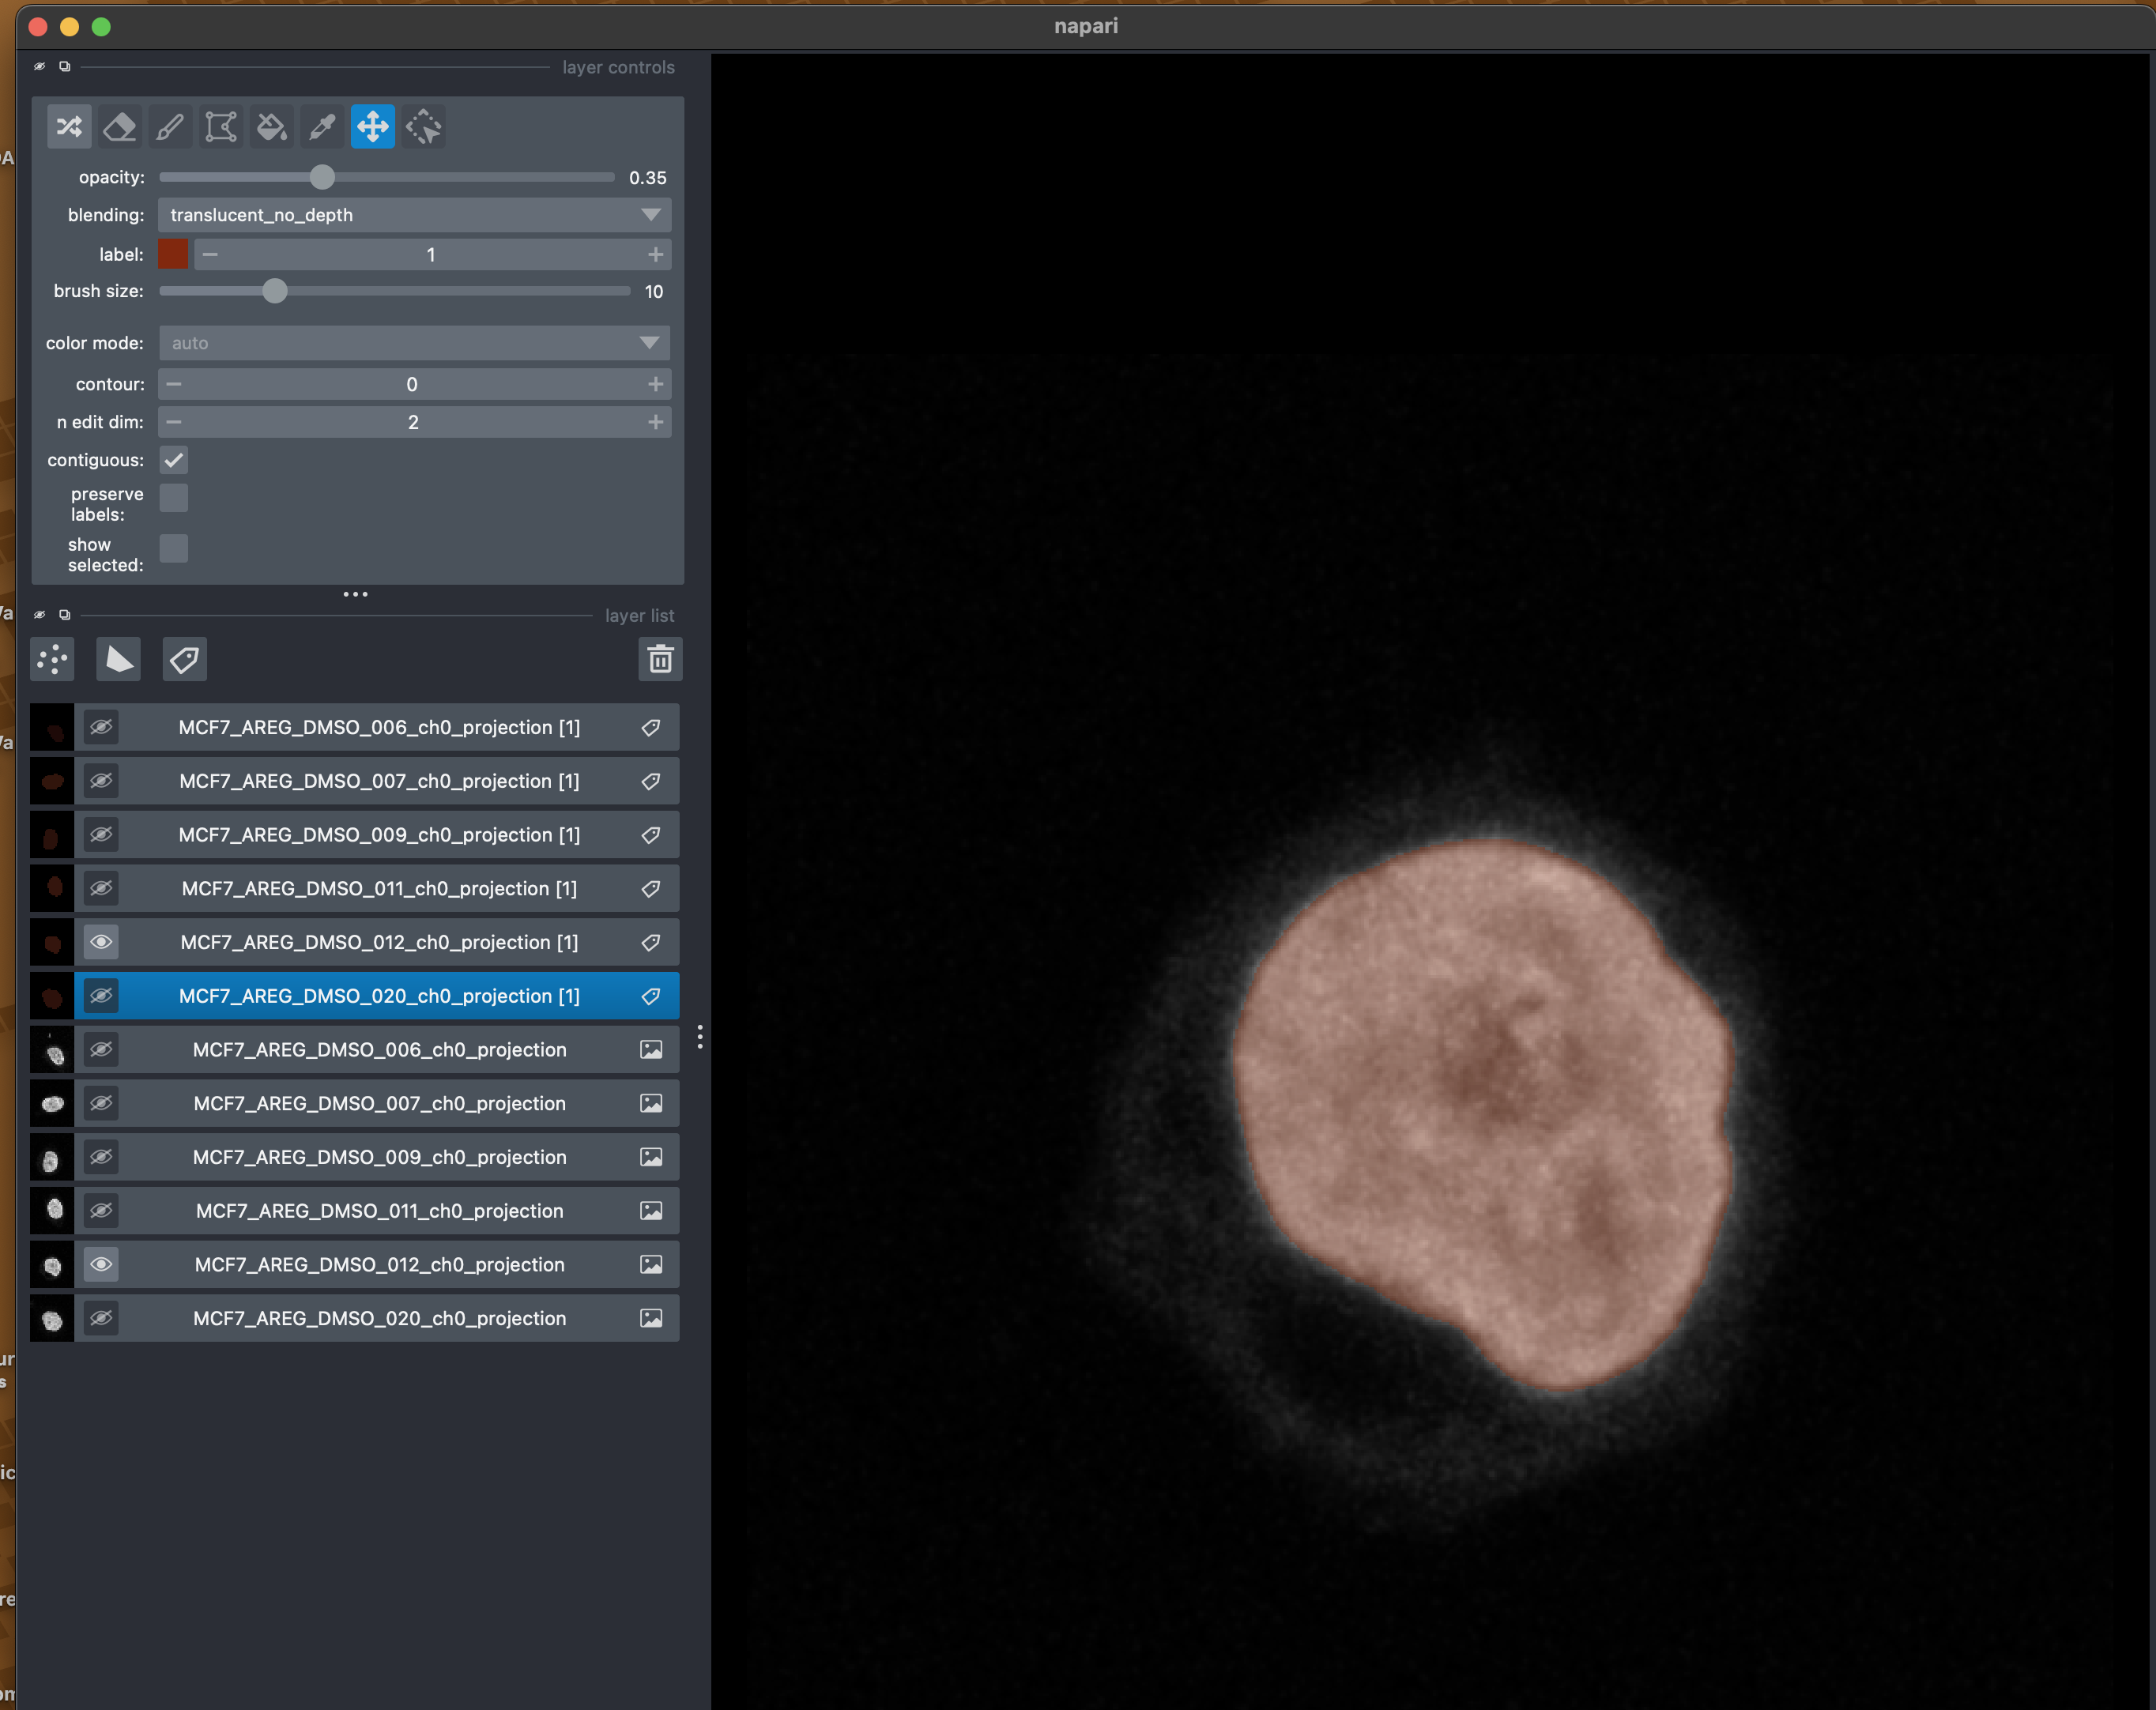 napari
layer controls
opacity: 0.35
blending: translucent_no_depth
label: 1
brush size: 10
color mode: auto
contour: 0
n edit dim: 2
contiguous:
preserve
labels:
show
selected:
layer list
MCF7_AREG_DMSO_006_ch0_projection [1]
MCF7_AREG_DMSO_007_ch0_projection [1]
MCF7_AREG_DMSO_009_ch0_projection [1]
MCF7_AREG_DMSO_011_ch0_projection [1]
MCF7_AREG_DMSO_012_ch0_projection [1]
MCF7_AREG_DMSO_020_ch0_projection [1]
MCF7_AREG_DMSO_006_ch0_projection
MCF7_AREG_DMSO_007_ch0_projection
MCF7_AREG_DMSO_009_ch0_projection
MCF7_AREG_DMSO_011_ch0_projection
MCF7_AREG_DMSO_012_ch0_projection
MCF7_AREG_DMSO_020_ch0_projection